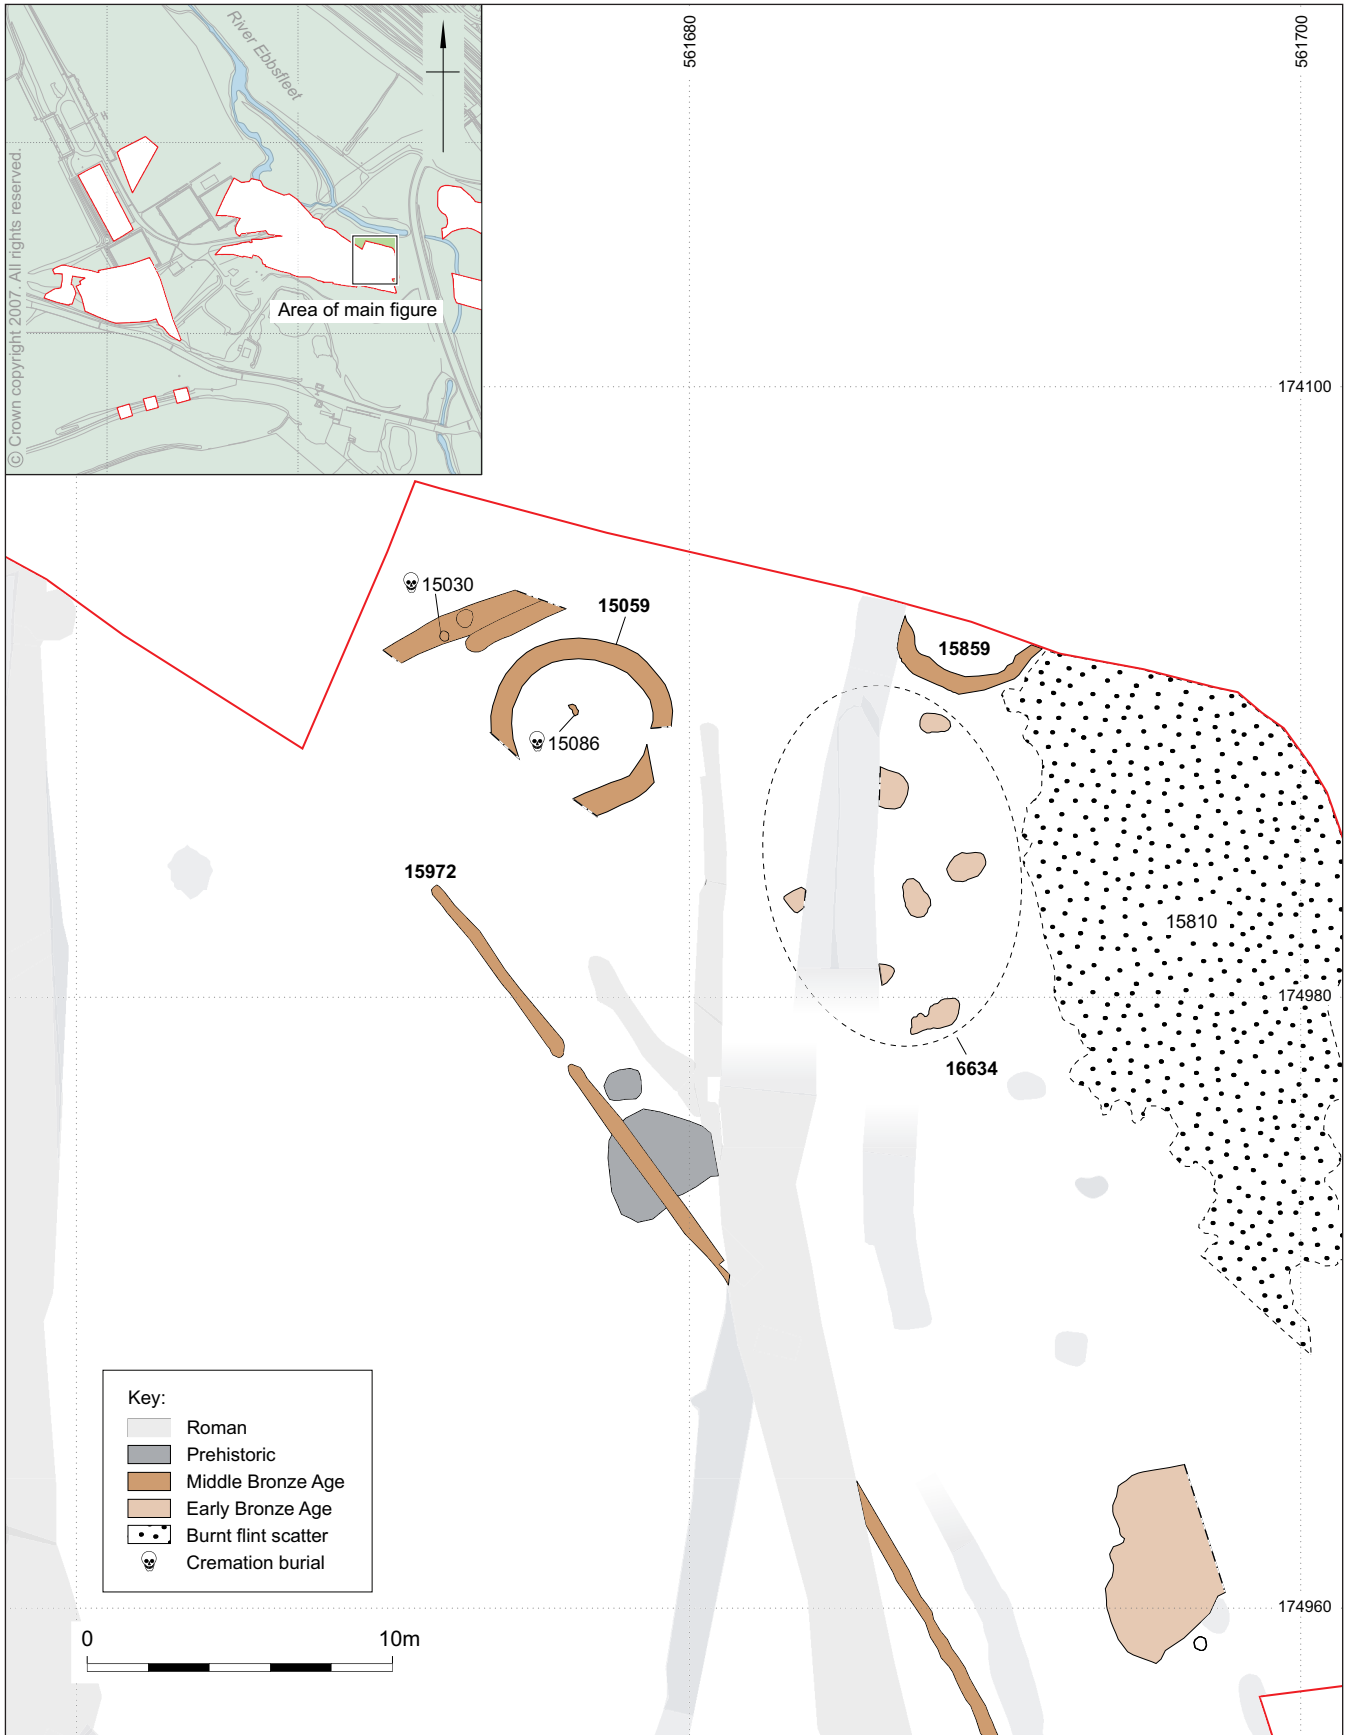 River Ebbsfleet
© Crown copyright 2007. All rights reserved.
Area of main figure
561680
561700
174100
15030
15059
15859
15086
15972
15810
174980
16634
Key:
Roman
Prehistoric
Middle Bronze Age
Early Bronze Age
Burnt flint scatter
Cremation burial
174960
0
10m